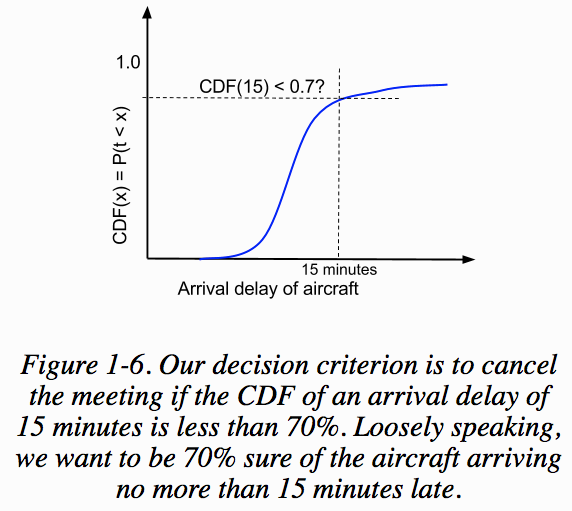 1.0
CDF(15) < 0.7?
CDF(x) = P(t < x)
15 minutes
Arrival delay of aircraft
Figure 1-6. Our decision criterion is to cancel
the meeting if the CDF of an arrival delay of
15 minutes is less than 70%. Loosely speaking,
we want to be 70% sure of the aircraft arriving
no more than 15 minutes late.